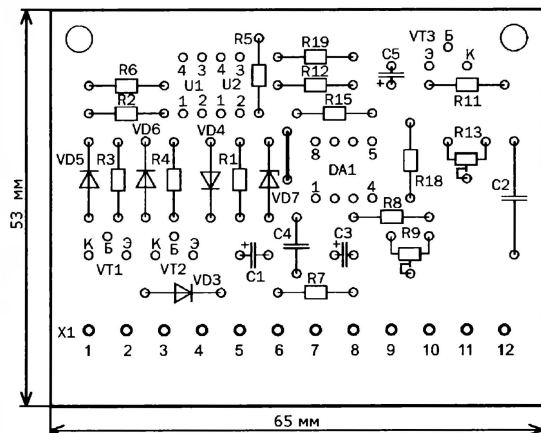 R5 R19 C5 VT3 Б
Э К
4 3 4 3
R6 U1 U2 R12 + R11
R2 1 2 1 2 R15
VD6 VD4
VD5 R3 R4 R1 8 5 R13
DA1 R18 C2
VD7 1 4
R8
К Б Э К Б Э + C4 + C3 R9
VT1 VT2 C1
VD3 R7
X1
1 2 3 4 5 6 7 8 9 10 11 12
53 мм
65 мм